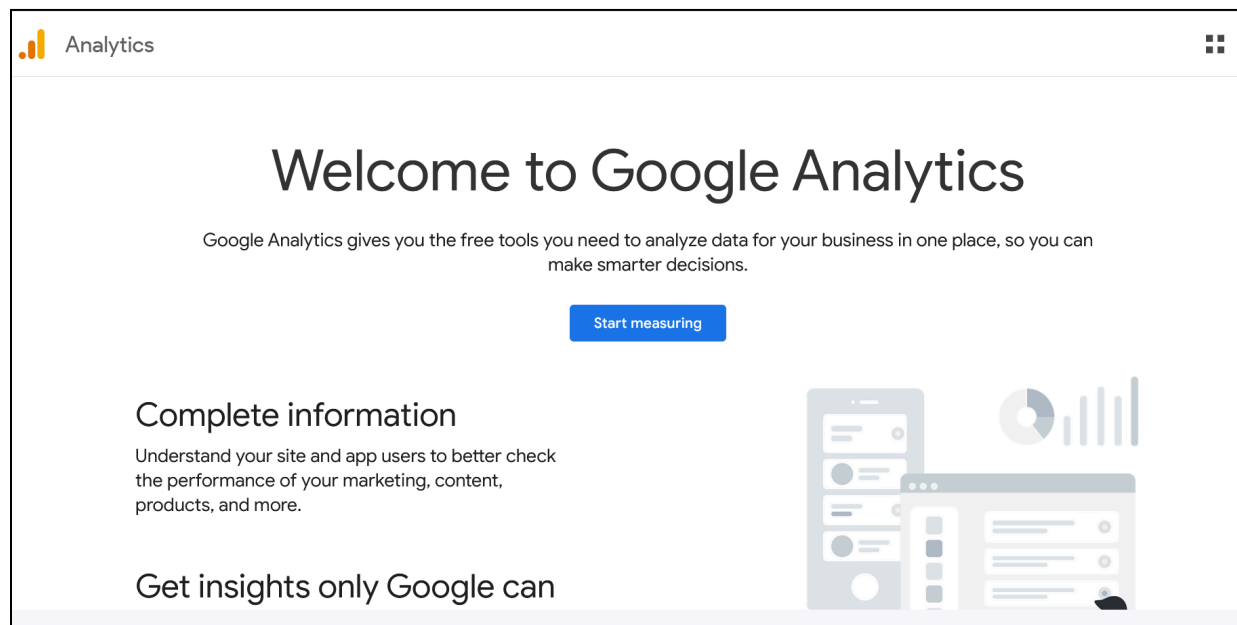 Analytics
Welcome to Google Analytics
Google Analytics gives you the free tools you need to analyze data for your business in one place, so you can
make smarter decisions.
Start measuring
Complete information
Understand your site and app users to better check
the performance of your marketing, content,
products, and more.
Get insights only Google can